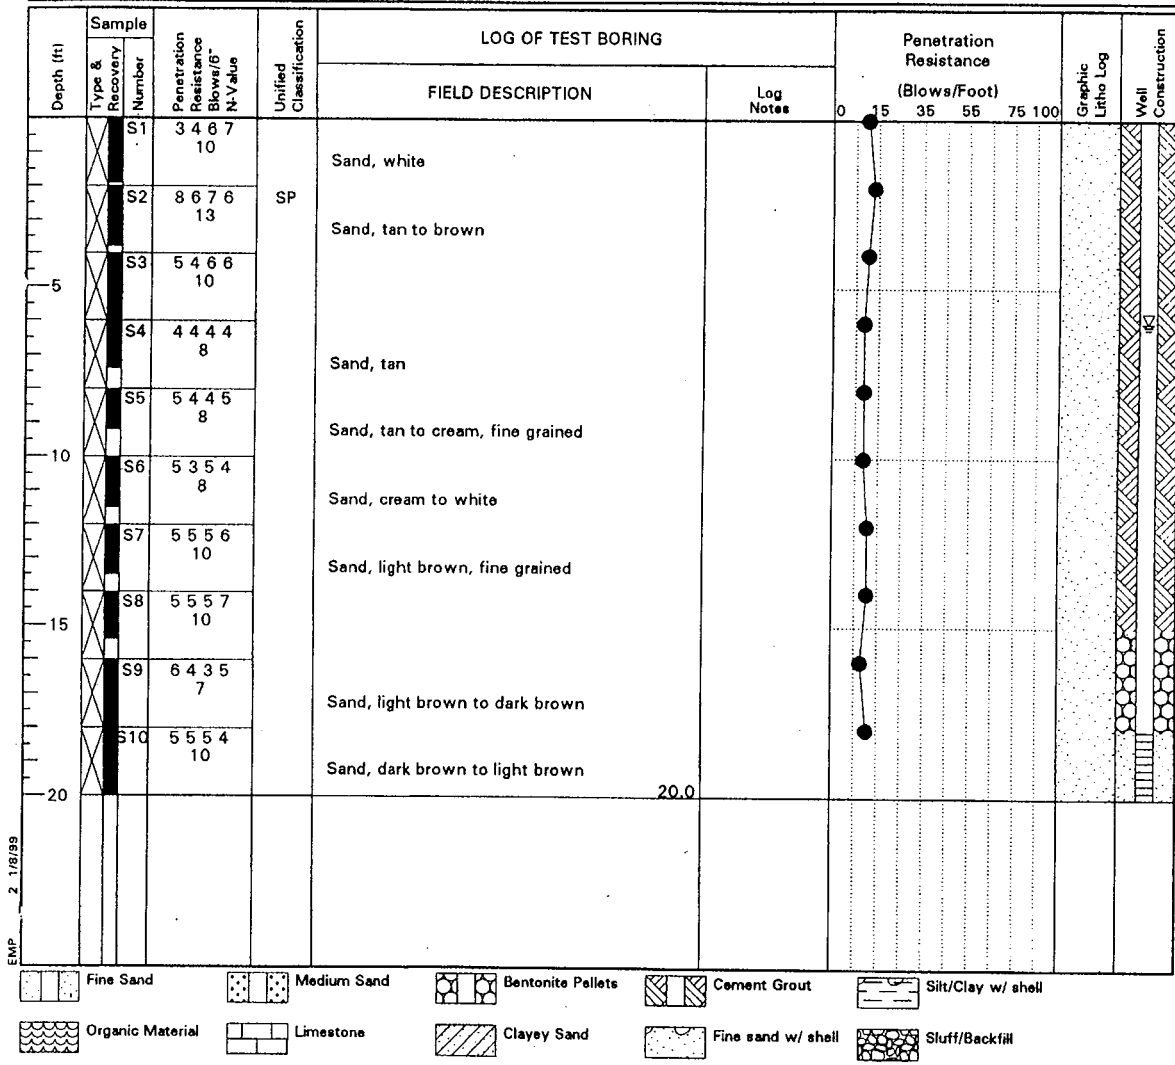 Sample
LOG OF TEST BORING
Depth (ft)
Type &
Recovery
Number
Penetration
Resistance
Blows/6"
N-Value
Unified
Classification
FIELD DESCRIPTION
Log
Notes
Penetration
Resistance
(Blows/Foot)
0 15 35 55 75 100
Graphic
Litho Log
Well
Construction
S1 3 4 6 7
10
Sand, white
S2 8 6 7 6 SP
13
Sand, tan to brown
S3 5 4 6 6
10
5
S4 4 4 4 4
8
Sand, tan
S5 5 4 4 5
8
Sand, tan to cream, fine grained
10
S6 5 3 5 4
8
Sand, cream to white
S7 5 5 5 6
10
Sand, light brown, fine grained
S8 5 5 5 7
10
15
S9 6 4 3 5
7
Sand, light brown to dark brown
S10 5 5 5 4
10
Sand, dark brown to light brown
20 20.0
EMP 2 1/8/99
Fine Sand Medium Sand Bentonite Pellets Cement Grout Silt/Clay w/ shell
Organic Material Limestone Clayey Sand Fine sand w/ shell Sluff/Backfill